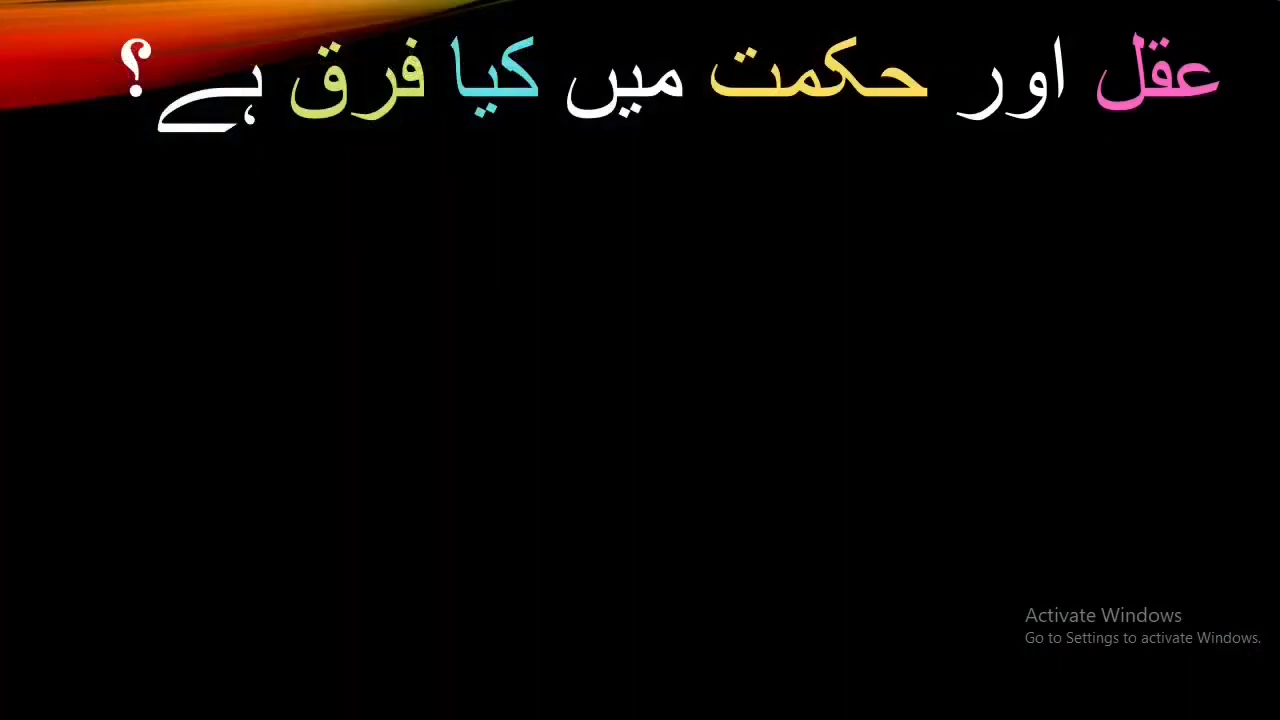 عقل اور حکمت میں کیا فرق ہے؟
Activate Windows
Go to Settings to activate Windows.